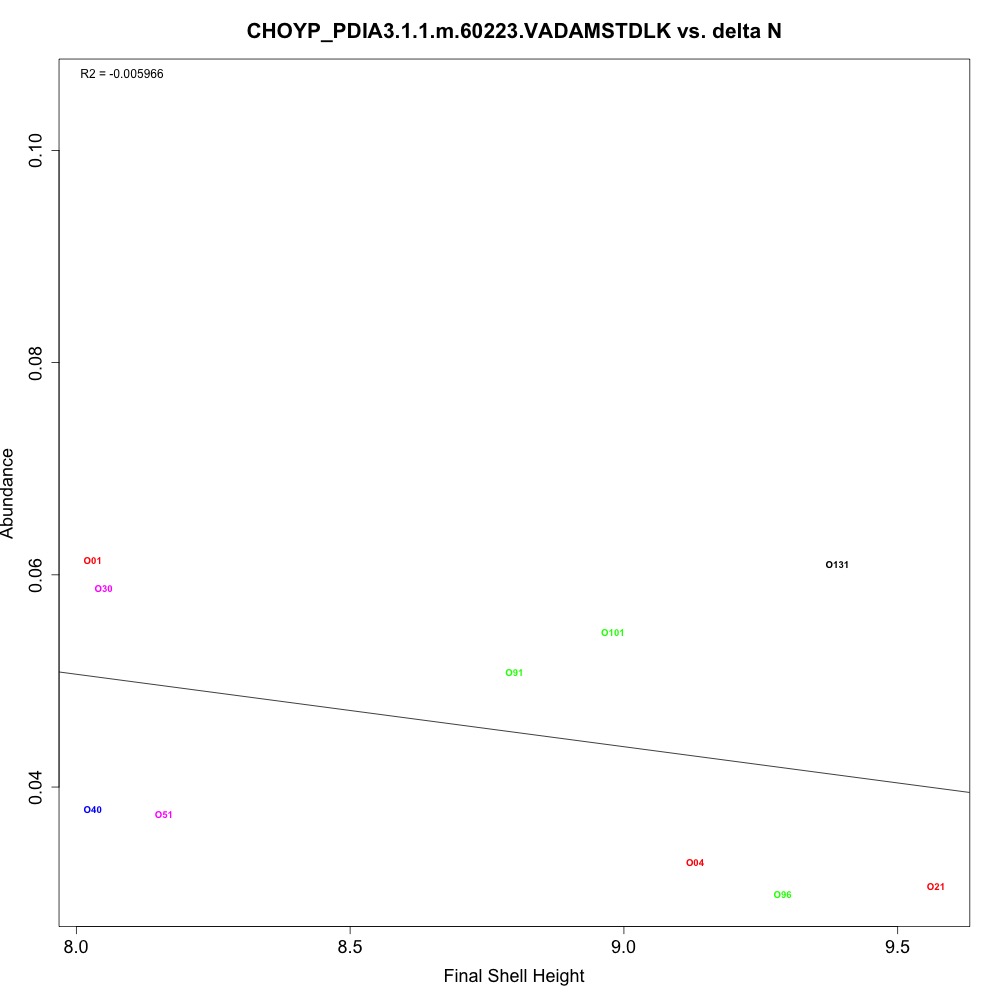 CHOYP_PDIA3.1.1.m.60223.VADAMSTDLK vs. delta N
R2 = -0.005966
0.10
0.08
Abundance
0.06
0.04
O01
O30
O131
O101
O91
O40
O51
O04
O21
O96
8.0 8.5 9.0 9.5
Final Shell Height